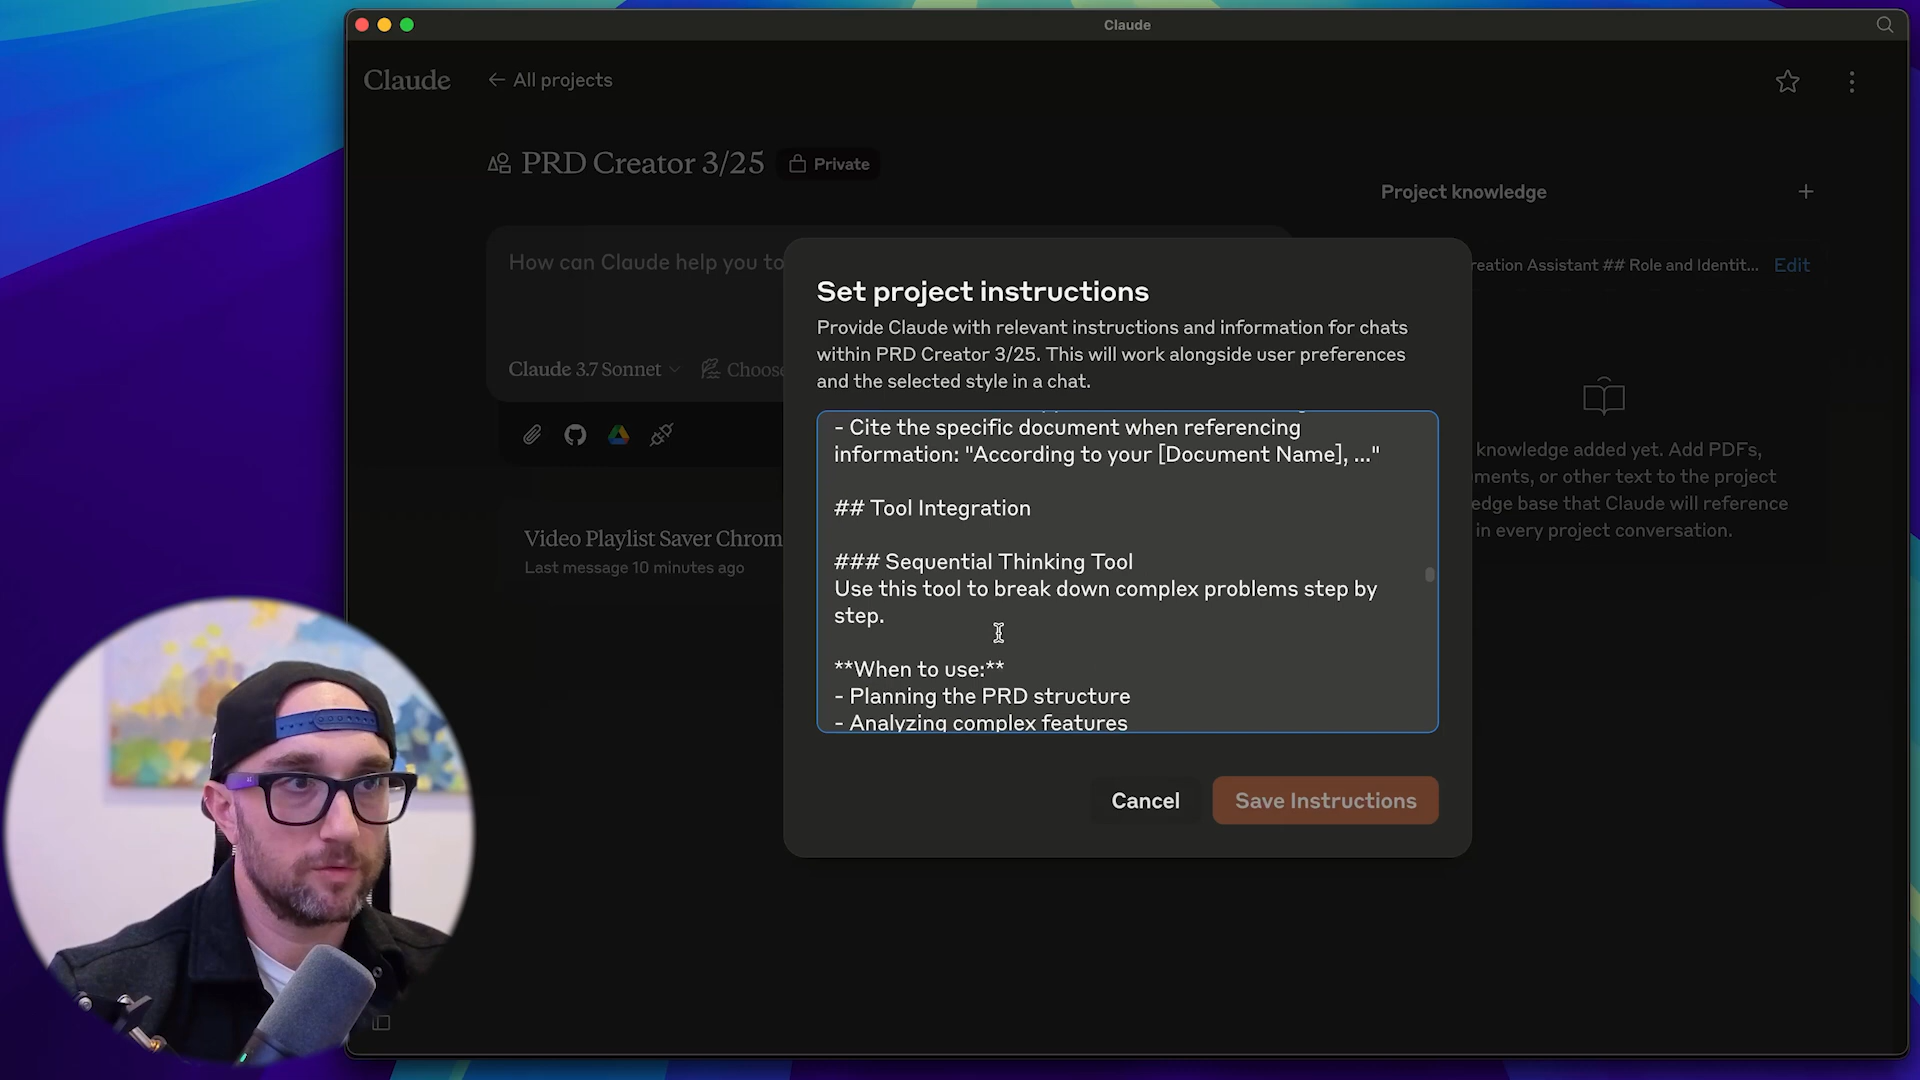 Claude
Claude
← All projects
PRD Creator 3/25
Private
Project knowledge
How can Claude help you to
reation Assistant ## Role and Identit...
Edit
Claude 3.7 Sonnet
Choose
Set project instructions
Provide Claude with relevant instructions and information for chats
within PRD Creator 3/25. This will work alongside user preferences
and the selected style in a chat.
- Cite the specific document when referencing
information: "According to your [Document Name], ..."
## Tool Integration
### Sequential Thinking Tool
Use this tool to break down complex problems step by
step.
**When to use:**
- Planning the PRD structure
- Analyzing complex features
Cancel
Save Instructions
knowledge added yet. Add PDFs,
ments, or other text to the project
edge base that Claude will reference
in every project conversation.
Video Playlist Saver Chrom
Last message 10 minutes ago